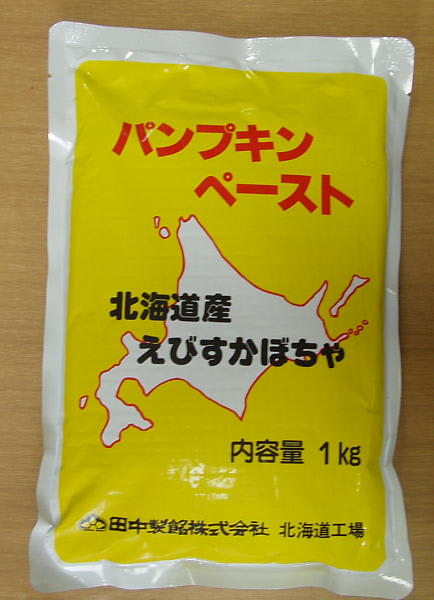 パンプキン
ペースト
北海道産
えびすかぼちゃ
内容量 1kg
田中製餡株式会社 北海道工場